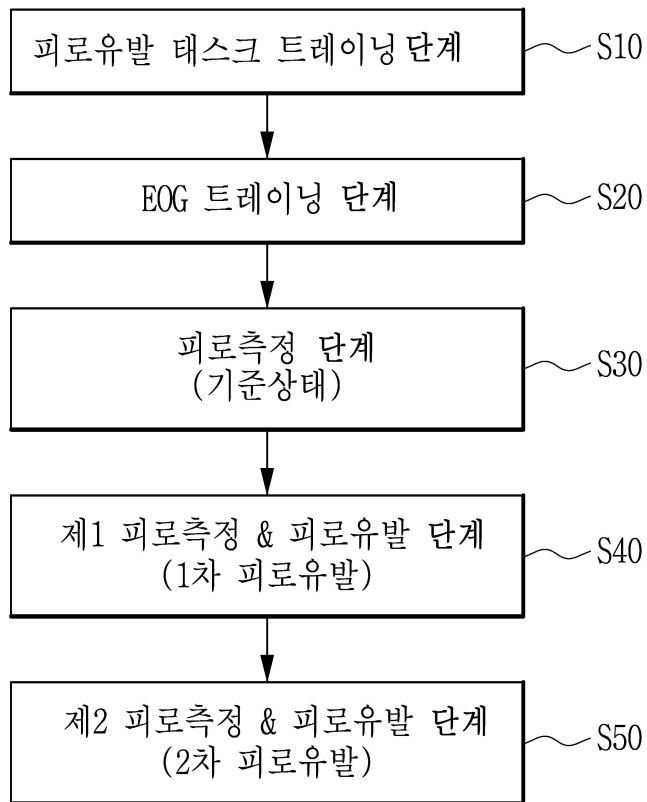 피로유발 태스크 트레이닝 단계
S10
EOG 트레이닝 단계
S20
피로측정 단계
(기준상태)
S30
제1 피로측정 & 피로유발 단계
(1차 피로유발)
S40
제2 피로측정 & 피로유발 단계
(2차 피로유발)
S50